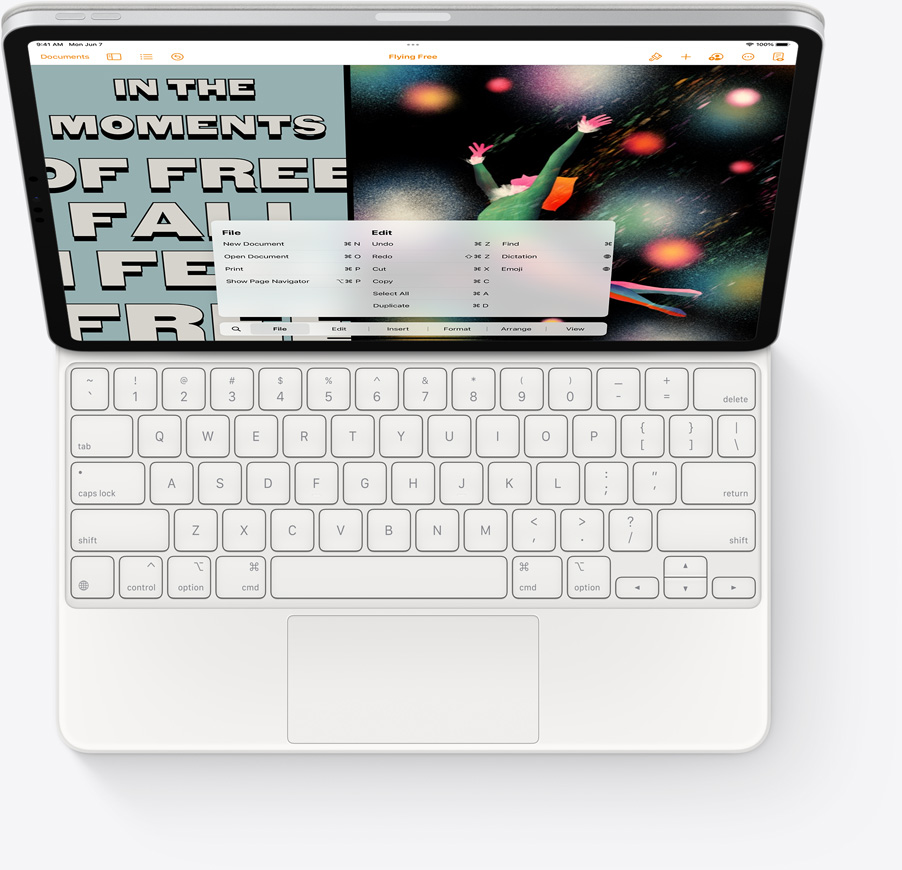 9:41 AM Mon Jun 7
100%
Documents
Flying Free
IN THE
MOMENTS
OF FREE
FALL
I FE
FR
File
New Document ⌘ N
Open Document ⌘ O
Print ⌘ P
Show Page Navigator ⌥ ⌘ P
Edit
Undo ⌘ Z
Redo ⇧ ⌘ Z
Cut ⌘ X
Copy ⌘ C
Select All ⌘ A
Duplicate ⌘ D
Find ⌘
Dictation
Emoji
File Edit Insert Format Arrange View
~ ! @ # $ % ^ & * ( ) _ +
` 1 2 3 4 5 6 7 8 9 0 - = delete
tab Q W E R T Y U I O P { [ } ] | \
caps lock A S D F G H J K L : ; " ' return
shift Z X C V B N M < , > . ? / shift
^ control ⌥ option ⌘ cmd ⌘ cmd ⌥ option ◀ ▲ ▼ ▶